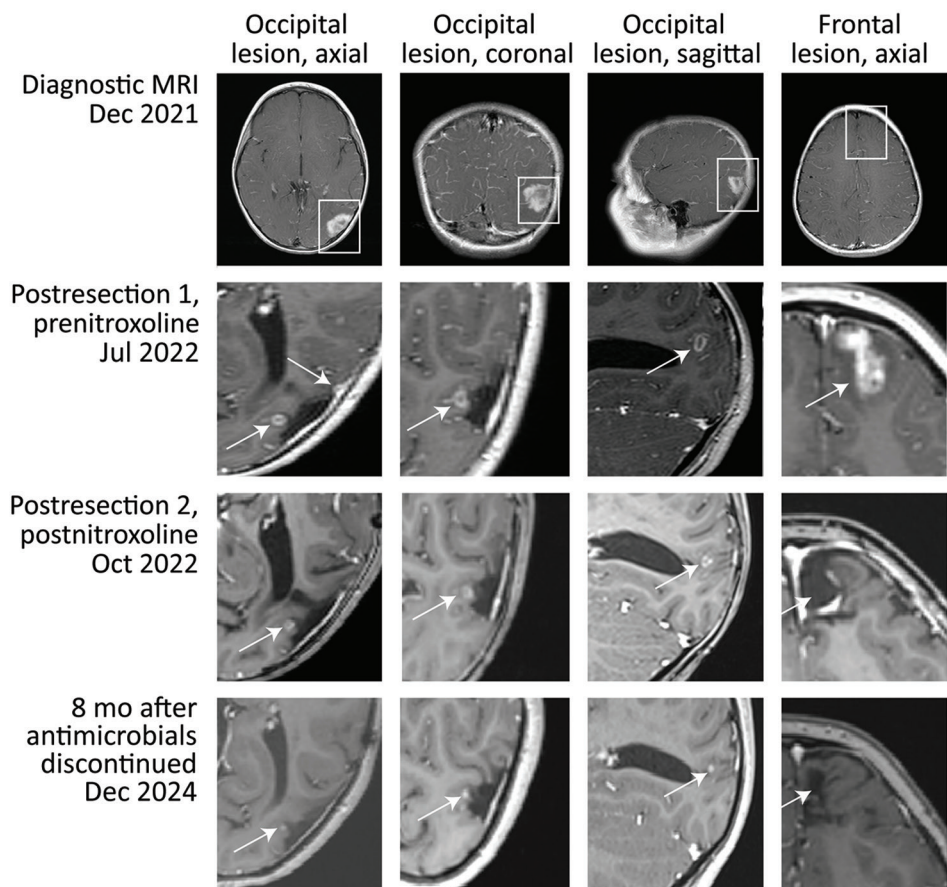 Occipital
lesion, axial
Occipital
lesion, coronal
Occipital
lesion, sagittal
Frontal
lesion, axial
Diagnostic MRI
Dec 2021
Postresection 1,
prenitroxoline
Jul 2022
Postresection 2,
postnitroxoline
Oct 2022
8 mo after
antimicrobials
discontinued
Dec 2024